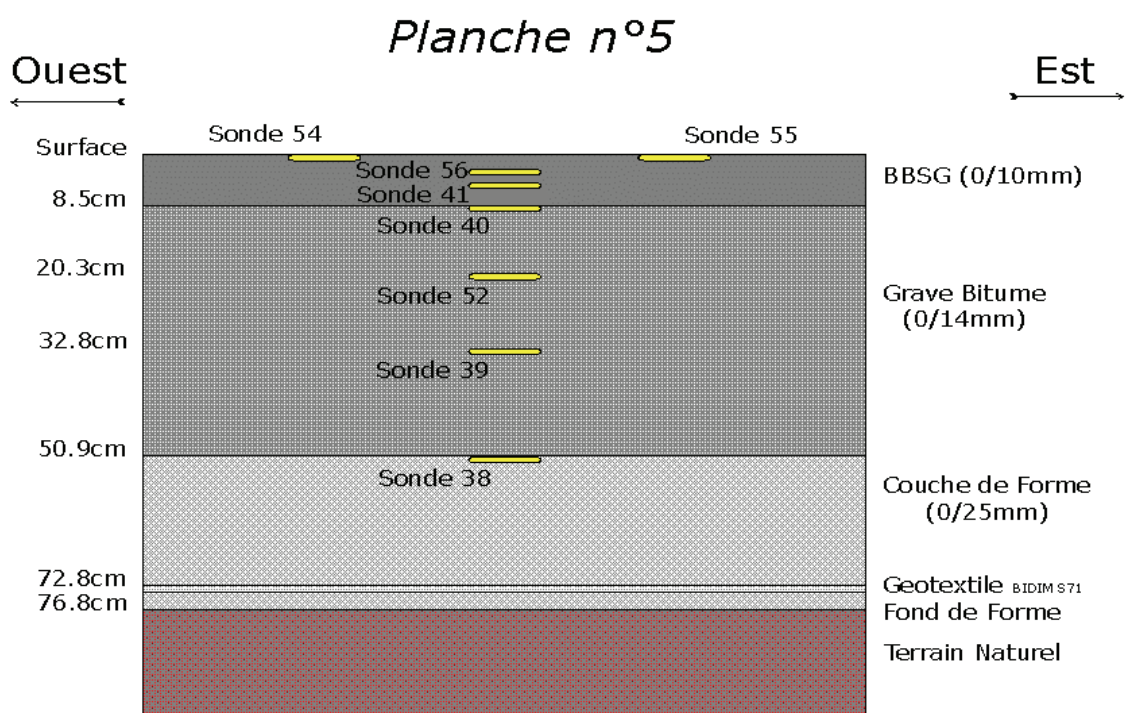 Planche n°5
Ouest
Est
Sonde 54
Sonde 55
Surface
Sonde 56
BBSG (0/10mm)
8.5cm
Sonde 41
Sonde 40
20.3cm
Sonde 52
Grave Bitume
(0/14mm)
32.8cm
Sonde 39
50.9cm
Sonde 38
Couche de Forme
(0/25mm)
72.8cm
Geotextile BIDIM S71
76.8cm
Fond de Forme
Terrain Naturel